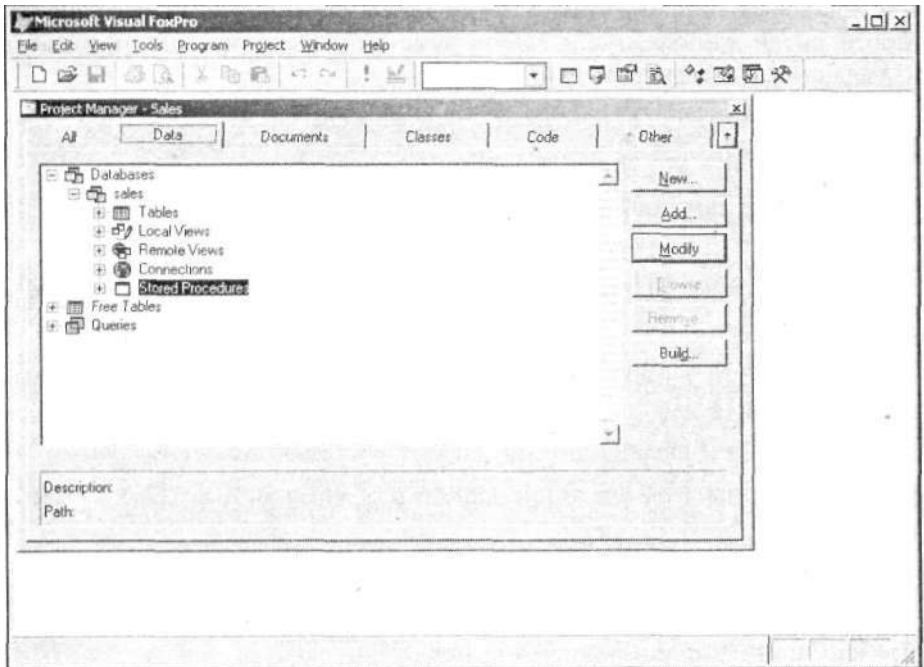 Microsoft Visual FoxPro
File Edit View Tools Program Project Window Help
Project Manager - Sales
All Data Documents Classes Code Other
Databases
sales
Tables
Local Views
Remote Views
Connections
Stored Procedures
Free Tables
Queries
New...
Add...
Modify
Browse
Remove...
Build...
Description:
Path: